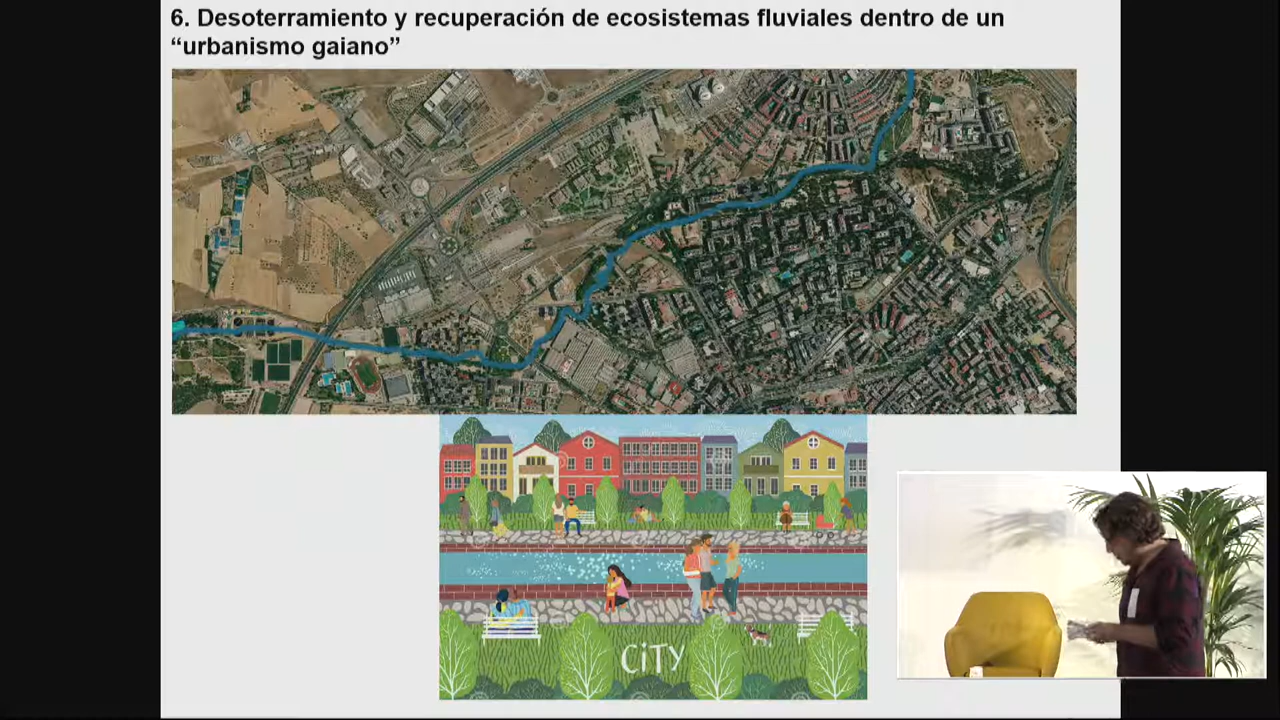 6. Desoterramiento y recuperación de ecosistemas fluviales dentro de un
“urbanismo gaiano”
CiTY